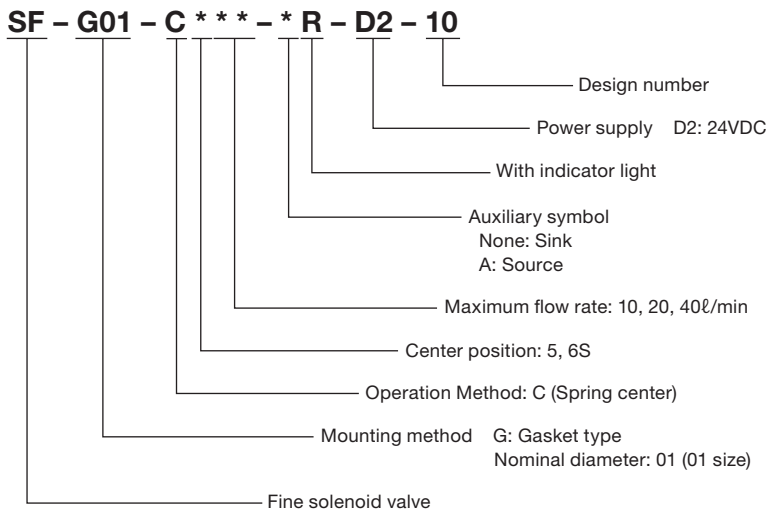 SF – G01 – C * * * – * R – D2 – 10
Design number
Power supply D2: 24VDC
With indicator light
Auxiliary symbol
None: Sink
A: Source
Maximum flow rate: 10, 20, 40ℓ/min
Center position: 5, 6S
Operation Method: C (Spring center)
Mounting method G: Gasket type
Nominal diameter: 01 (01 size)
Fine solenoid valve